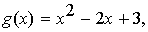 g(x) = x² − 2x + 3,